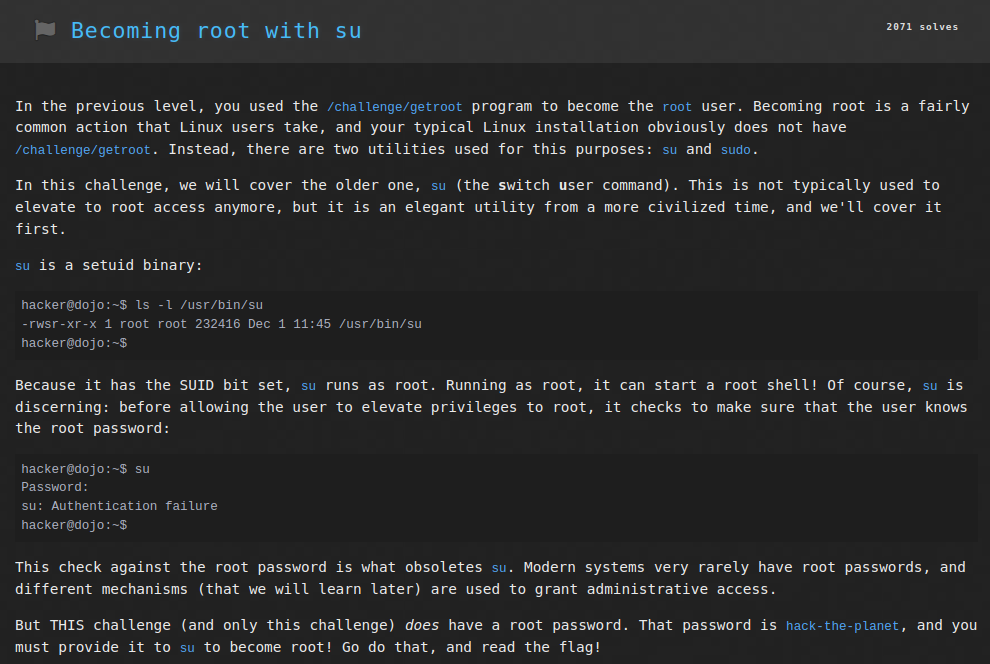 Becoming root with su
2071 solves
In the previous level, you used the /challenge/getroot program to become the root user. Becoming root is a fairly
common action that Linux users take, and your typical Linux installation obviously does not have
/challenge/getroot. Instead, there are two utilities used for this purposes: su and sudo.
In this challenge, we will cover the older one, su (the switch user command). This is not typically used to
elevate to root access anymore, but it is an elegant utility from a more civilized time, and we'll cover it
first.
su is a setuid binary:
hacker@dojo:~$ ls -l /usr/bin/su
-rwsr-xr-x 1 root root 232416 Dec 1 11:45 /usr/bin/su
hacker@dojo:~$
Because it has the SUID bit set, su runs as root. Running as root, it can start a root shell! Of course, su is
discerning: before allowing the user to elevate privileges to root, it checks to make sure that the user knows
the root password:
hacker@dojo:~$ su
Password:
su: Authentication failure
hacker@dojo:~$
This check against the root password is what obsoletes su. Modern systems very rarely have root passwords, and
different mechanisms (that we will learn later) are used to grant administrative access.
But THIS challenge (and only this challenge) does have a root password. That password is hack-the-planet, and you
must provide it to su to become root! Go do that, and read the flag!